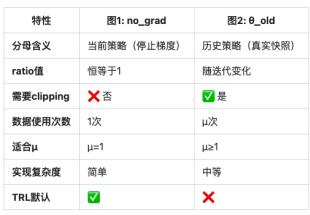 特性 图1: no_grad 图2: θ_old
分母含义 当前策略（停止梯度） 历史策略（真实快照）
ratio值 恒等于1 随迭代变化
需要clipping ❌ 否 ✅ 是
数据使用次数 1次 μ次
适合μ μ=1 μ≥1
实现复杂度 简单 中等
TRL默认 ✅ ❌